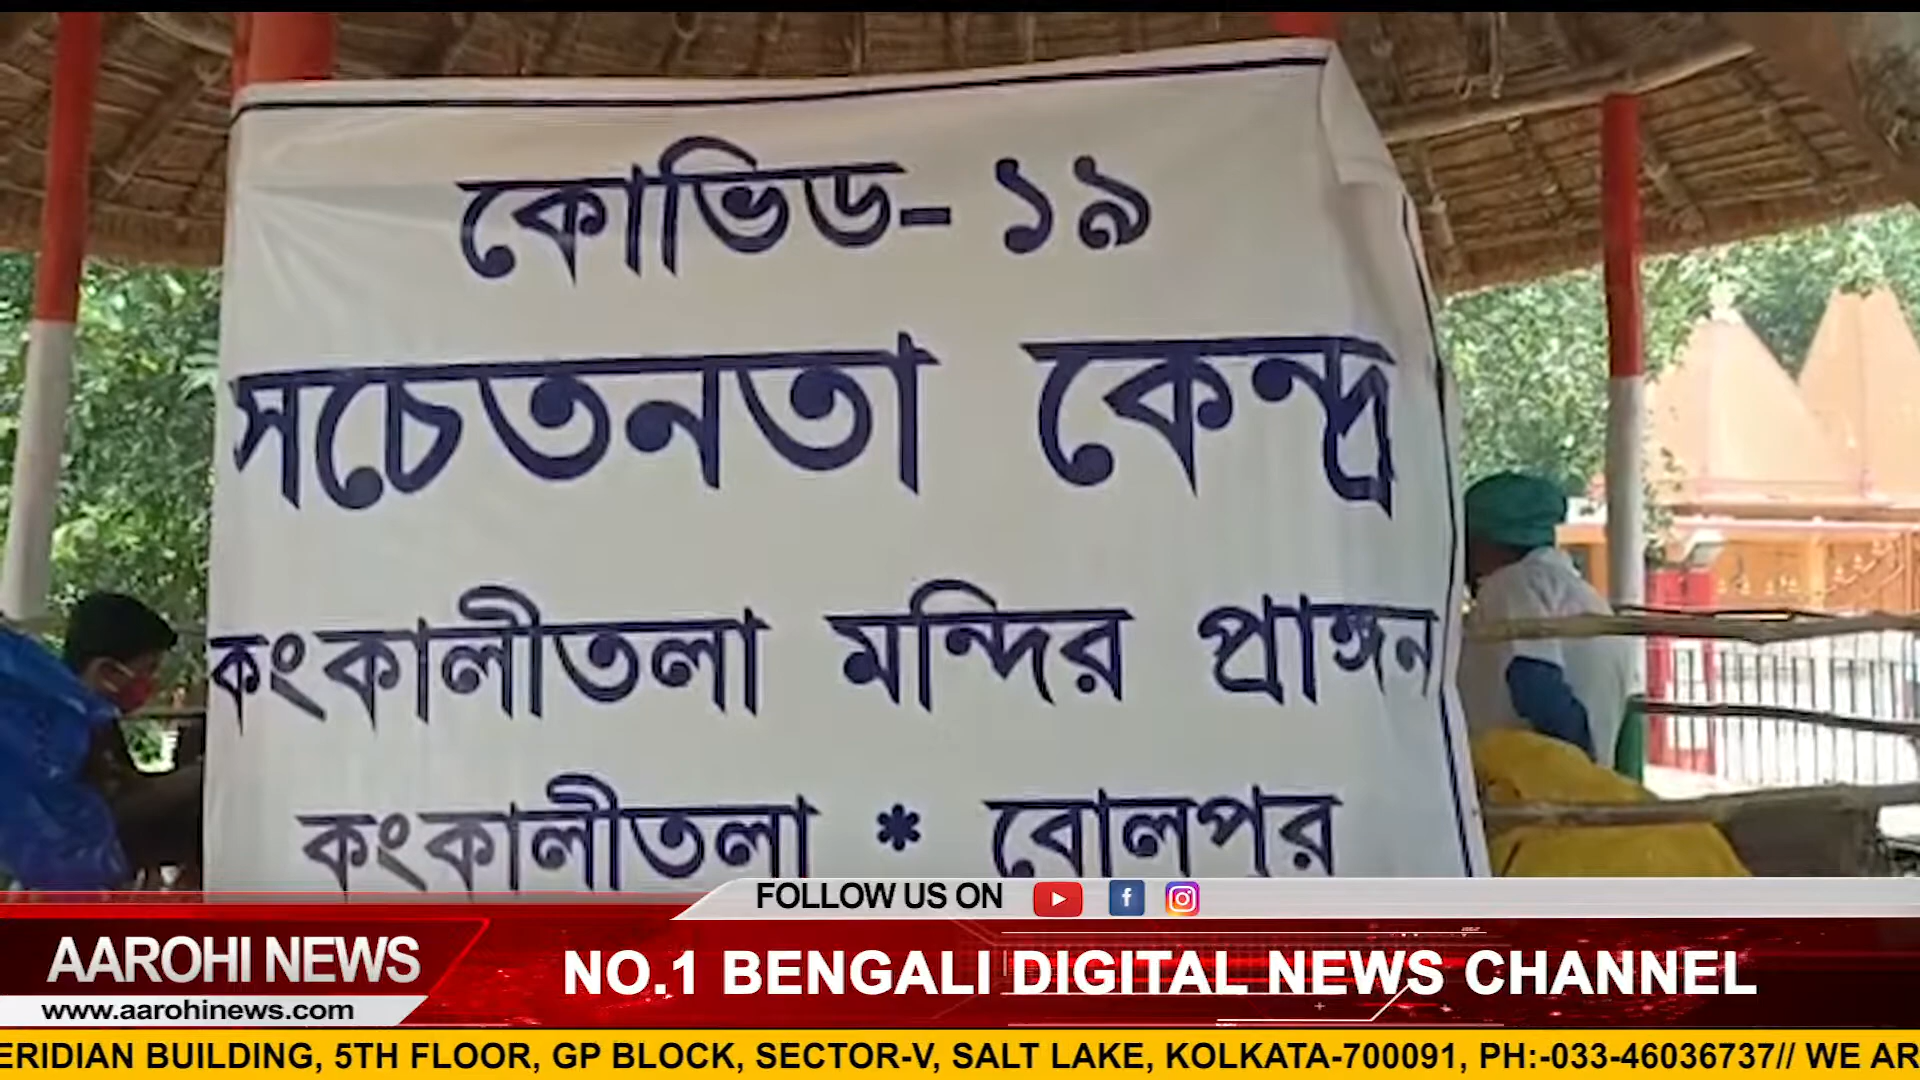 কোভিড- ১৯
সচেতনতা কেন্দ্র
কংকালীতলা মন্দির প্রাঙ্গন
কংকালীতলা * বোলপুর
FOLLOW US ON
AAROHI NEWS
NO.1 BENGALI DIGITAL NEWS CHANNEL
www.aarohinews.com
ERIDIAN BUILDING, 5TH FLOOR, GP BLOCK, SECTOR-V, SALT LAKE, KOLKATA-700091, PH:-033-46036737// WE AR